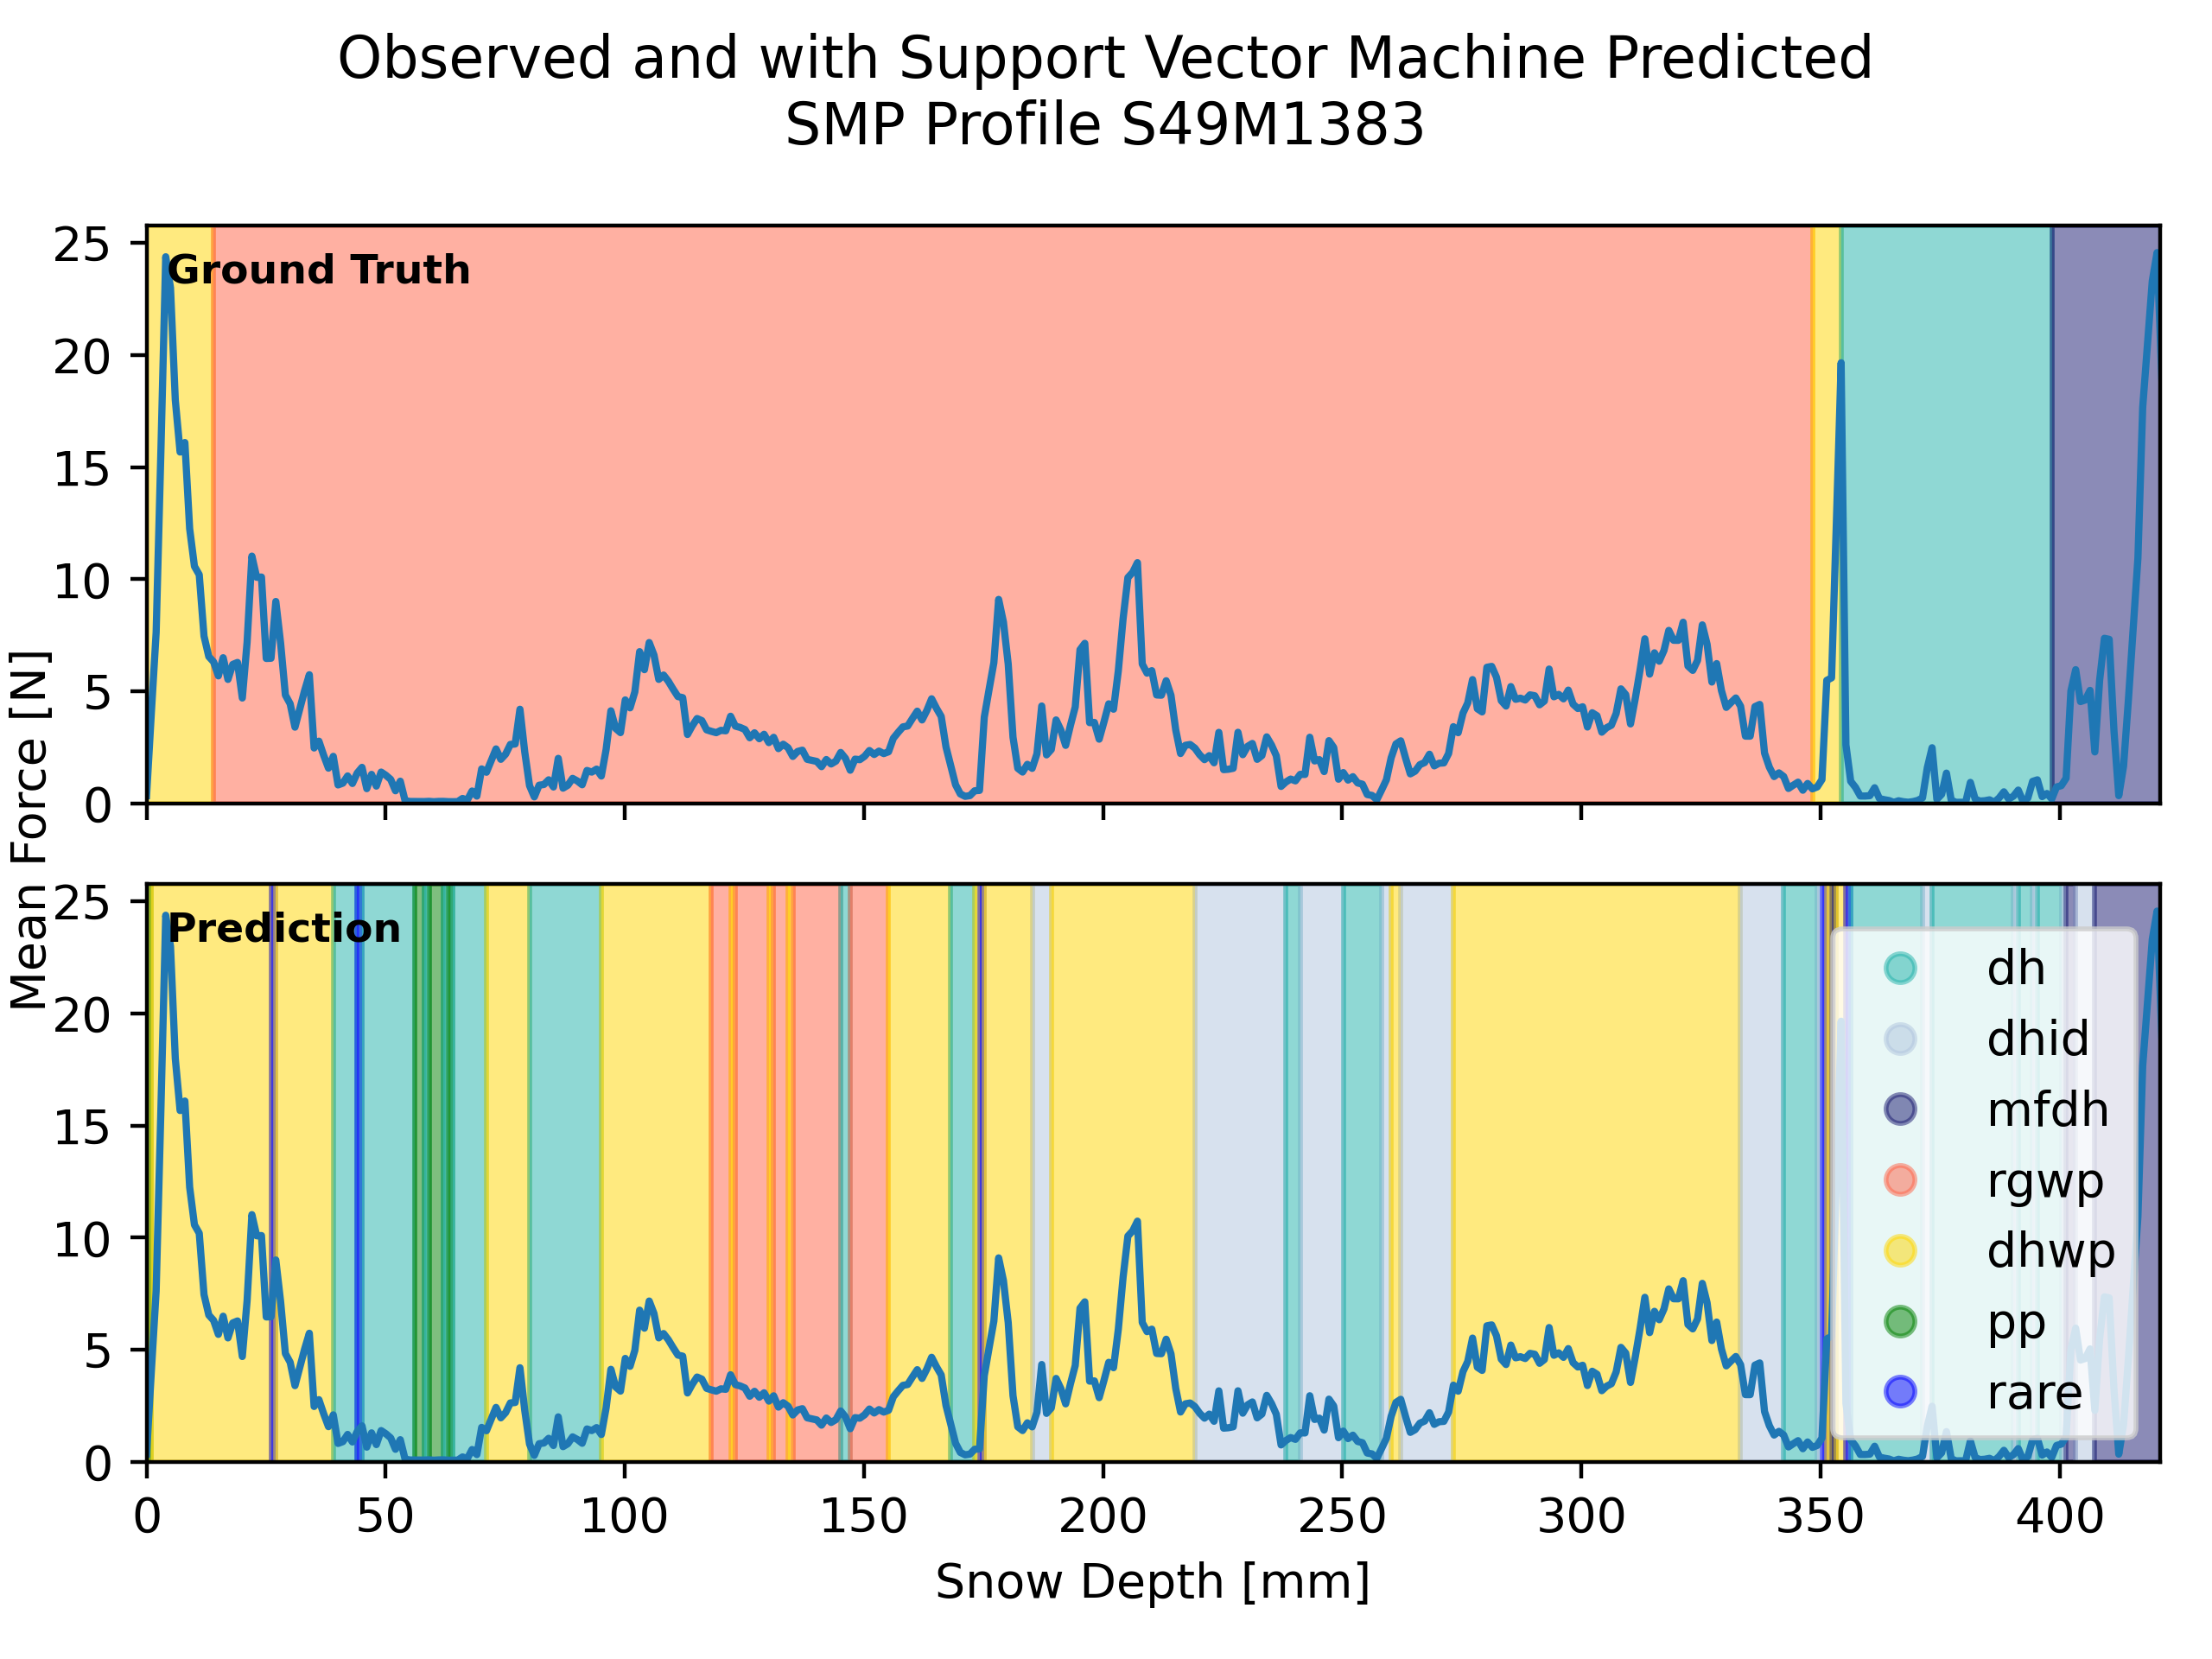 Observed and with Support Vector Machine Predicted
SMP Profile S49M1383
Mean Force [N]
25
20
15
10
5
0
Ground Truth
25
20
15
10
5
0
Prediction
dh
dhid
mfdh
rgwp
dhwp
pp
rare
0 50 100 150 200 250 300 350 400
Snow Depth [mm]